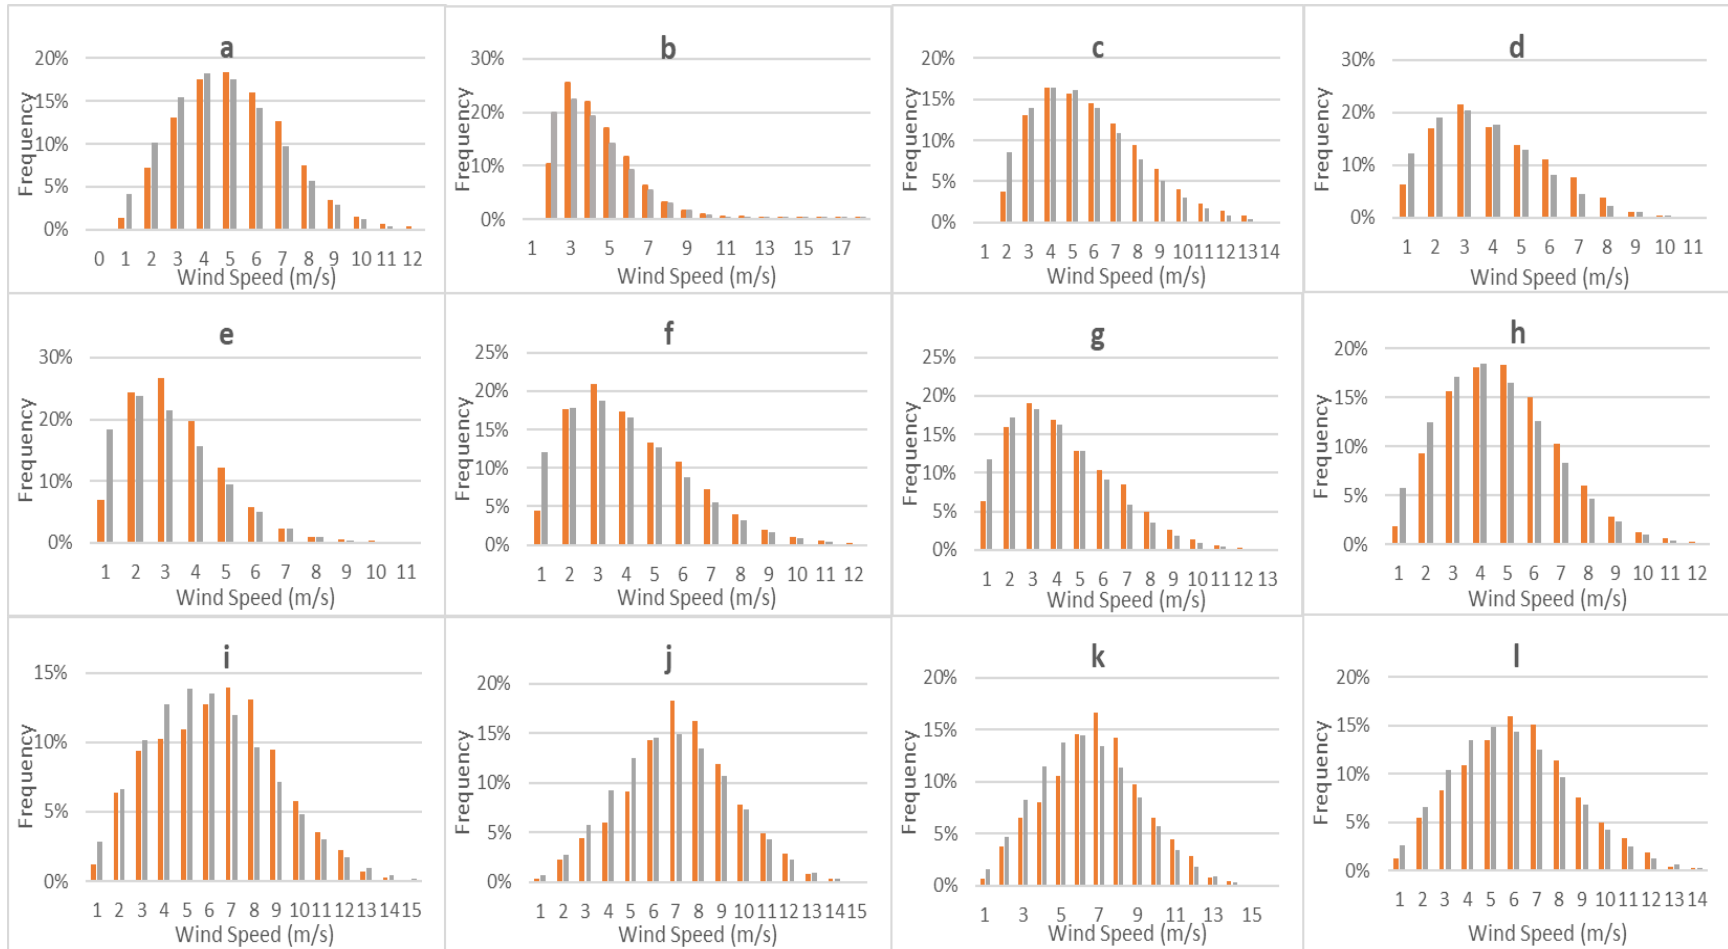 a
20%
15%
10%
5%
0%
Frequency
0 1 2 3 4 5 6 7 8 9 10 11 12
Wind Speed (m/s)
b
30%
20%
10%
0%
Frequency
1 3 5 7 9 11 13 15 17
Wind Speed (m/s)
c
20%
15%
10%
5%
0%
Frequency
1 2 3 4 5 6 7 8 9 10 11 12 13 14
Wind Speed (m/s)
d
30%
20%
10%
0%
Frequency
1 2 3 4 5 6 7 8 9 10 11
Wind Speed (m/s)
e
30%
20%
10%
0%
Frequency
1 2 3 4 5 6 7 8 9 10 11
Wind Speed (m/s)
f
25%
20%
15%
10%
5%
0%
Frequency
1 2 3 4 5 6 7 8 9 10 11 12
Wind Speed (m/s)
g
25%
20%
15%
10%
5%
0%
Frequency
1 2 3 4 5 6 7 8 9 10 11 12 13
Wind Speed (m/s)
h
20%
15%
10%
5%
0%
Frequency
1 2 3 4 5 6 7 8 9 10 11 12
Wind Speed (m/s)
i
15%
10%
5%
0%
Frequency
1 2 3 4 5 6 7 8 9 10 11 12 13 14 15
Wind Speed (m/s)
j
20%
15%
10%
5%
0%
Frequency
1 2 3 4 5 6 7 8 9 10 11 12 13 14 15
Wind Speed (m/s)
k
20%
15%
10%
5%
0%
Frequency
1 3 5 7 9 11 13 15
Wind Speed (m/s)
l
20%
15%
10%
5%
0%
Frequency
1 2 3 4 5 6 7 8 9 10 11 12 13 14
Wind Speed (m/s)